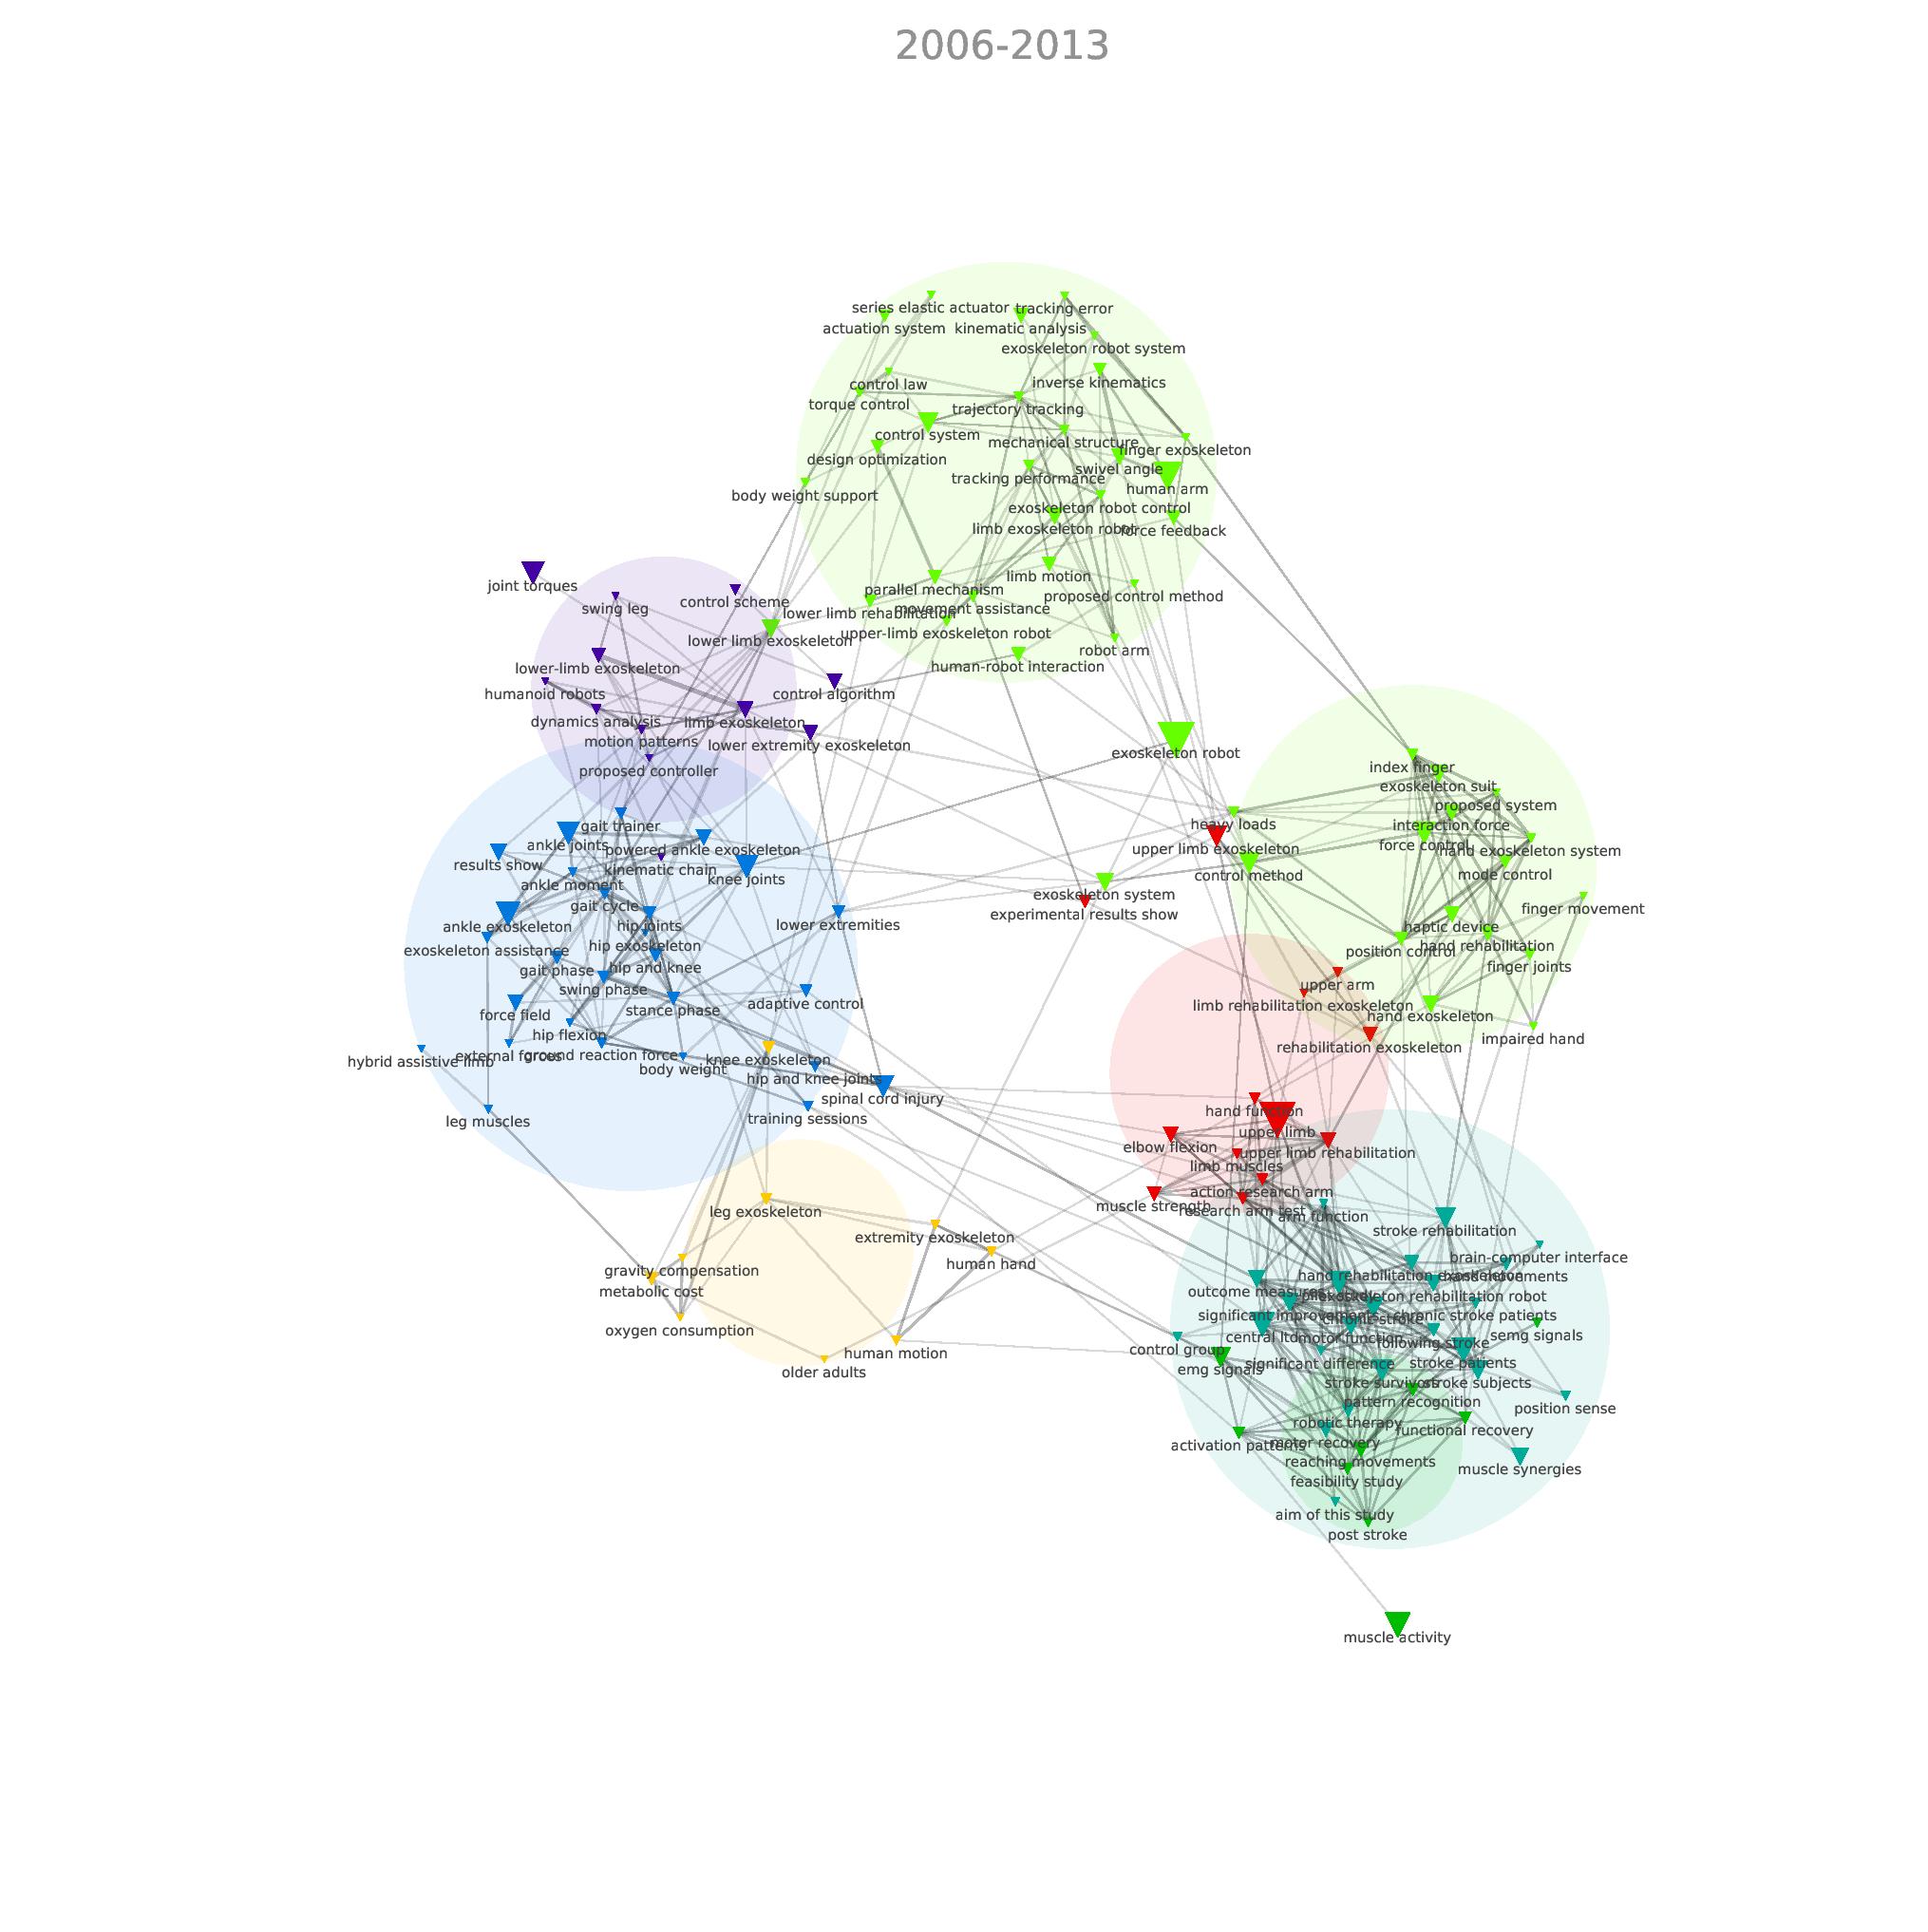 2006-2013
series elastic actuator
tracking error
actuation system
kinematic analysis
exoskeleton robot system
control law
inverse kinematics
torque control
trajectory tracking
control system
mechanical structure
finger exoskeleton
design optimization
swivel angle
tracking performance
human arm
body weight support
exoskeleton robot control
limb exoskeleton robot
force feedback
limb motion
joint torques
parallel mechanism
proposed control method
control scheme
swing leg
movement assistance
lower limb rehabilitation
upper-limb exoskeleton robot
lower limb exoskeleton
robot arm
human-robot interaction
lower-limb exoskeleton
humanoid robots
control algorithm
dynamics analysis
limb exoskeleton
motion patterns
lower extremity exoskeleton
exoskeleton robot
proposed controller
index finger
exoskeleton suit
proposed system
heavy loads
interaction force
gait trainer
ankle joints
force control
upper limb exoskeleton
powered ankle exoskeleton
hand exoskeleton system
results show
kinematic chain
knee joints
control method
mode control
ankle moment
exoskeleton system
gait cycle
finger movement
experimental results show
ankle exoskeleton
hip joints
lower extremities
haptic device
hip exoskeleton
hand rehabilitation
exoskeleton assistance
position control
gait phase
hip and knee
finger joints
upper arm
swing phase
adaptive control
limb rehabilitation exoskeleton
stance phase
force field
hand exoskeleton
hip flexion
impaired hand
rehabilitation exoskeleton
external forces
ground reaction force
knee exoskeleton
hybrid assistive limb
body weight
hip and knee joints
spinal cord injury
hand function
training sessions
leg muscles
upper limb
elbow flexion
upper limb rehabilitation
limb muscles
action research arm
muscle strength
research arm test
leg exoskeleton
arm function
stroke rehabilitation
extremity exoskeleton
brain-computer interface
human hand
gravity compensation
hand rehabilitation exoskeleton
hand movements
metabolic cost
outcome measures
pilot study
exoskeleton rehabilitation robot
significant improvements
chronic stroke
chronic stroke patients
oxygen consumption
central ltd
motor function
semg signals
following stroke
control group
human motion
significant difference
stroke patients
emg signals
older adults
stroke survivors
stroke subjects
pattern recognition
position sense
robotic therapy
functional recovery
activation patterns
motor recovery
reaching movements
muscle synergies
feasibility study
aim of this study
post stroke
muscle activity